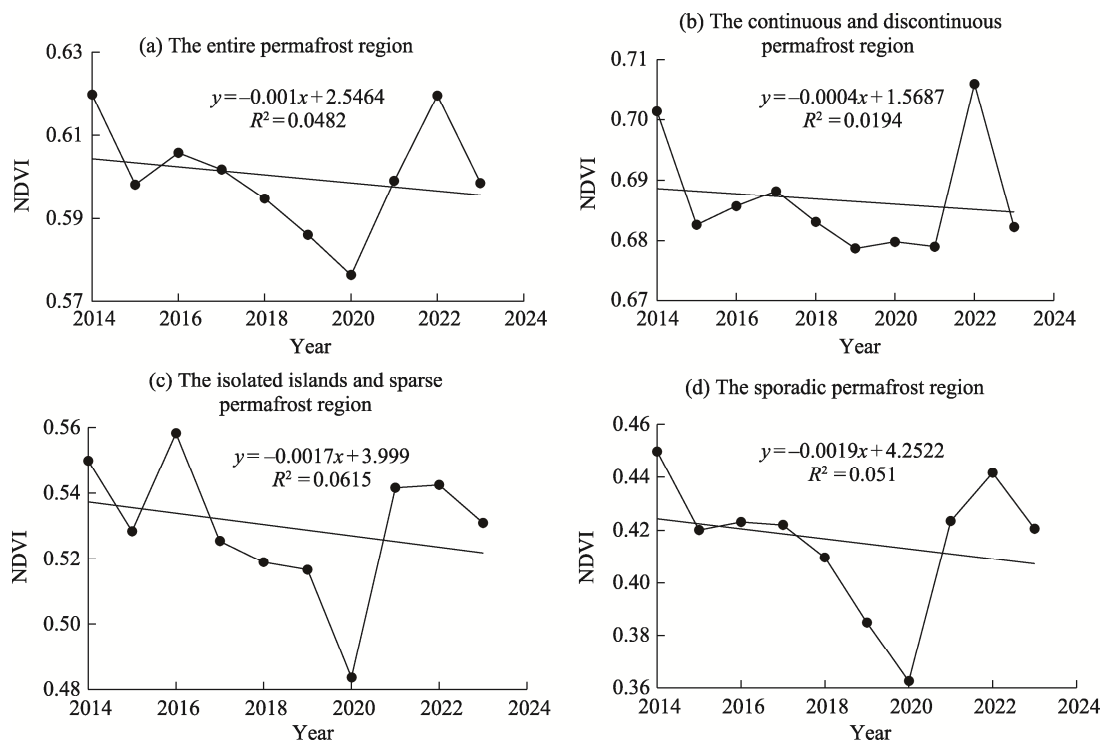 (a) The entire permafrost region
y=−0.001x+2.5464
R²=0.0482
NDVI
0.63
0.61
0.59
0.57
2014 2016 2018 2020 2022 2024
Year
(b) The continuous and discontinuous
permafrost region
y=−0.0004x+1.5687
R²=0.0194
NDVI
0.71
0.70
0.69
0.68
0.67
2014 2016 2018 2020 2022 2024
Year
(c) The isolated islands and sparse
permafrost region
y=−0.0017x+3.999
R²=0.0615
NDVI
0.56
0.54
0.52
0.50
0.48
2014 2016 2018 2020 2022 2024
Year
(d) The sporadic permafrost region
y=−0.0019x+4.2522
R²=0.051
NDVI
0.46
0.44
0.42
0.40
0.38
0.36
2014 2016 2018 2020 2022 2024
Year